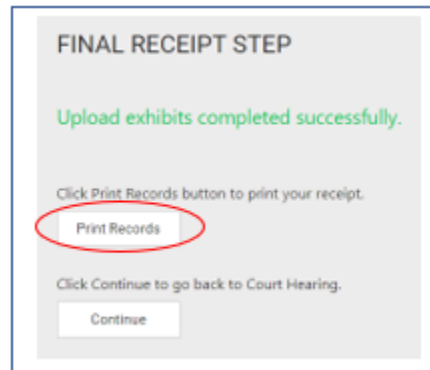 FINAL RECEIPT STEP
Upload exhibits completed successfully.
Click Print Records button to print your receipt.
Print Records
Click Continue to go back to Court Hearing.
Continue